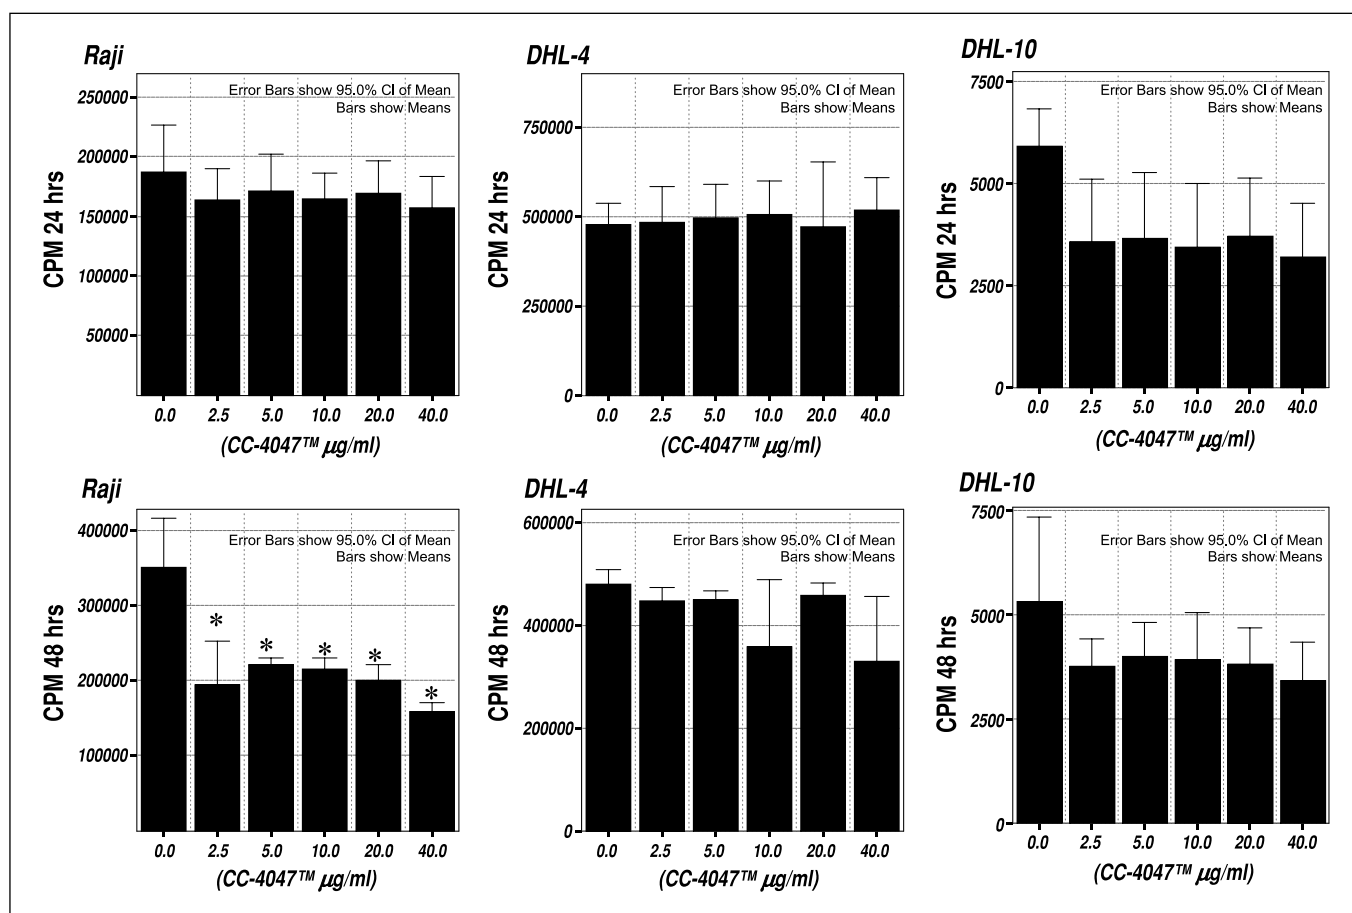 Raji
Error Bars show 95.0% CI of Mean
Bars show Means
CPM 24 hrs
250000
200000
150000
100000
50000
0.0 2.5 5.0 10.0 20.0 40.0
(CC-4047™ µg/ml)
DHL-4
Error Bars show 95.0% CI of Mean
Bars show Means
CPM 24 hrs
750000
500000
250000
0
0.0 2.5 5.0 10.0 20.0 40.0
(CC-4047™ µg/ml)
DHL-10
Error Bars show 95.0% CI of Mean
Bars show Means
CPM 24 hrs
7500
5000
2500
0
0.0 2.5 5.0 10.0 20.0 40.0
(CC-4047™ µg/ml)
Raji
Error Bars show 95.0% CI of Mean
Bars show Means
CPM 48 hrs
400000
300000
200000
100000
* * * * *
0.0 2.5 5.0 10.0 20.0 40.0
(CC-4047™ µg/ml)
DHL-4
Error Bars show 95.0% CI of Mean
Bars show Means
CPM 48 hrs
600000
400000
200000
0
0.0 2.5 5.0 10.0 20.0 40.0
(CC-4047™ µg/ml)
DHL-10
Error Bars show 95.0% CI of Mean
Bars show Means
CPM 48 hrs
7500
5000
2500
0
0.0 2.5 5.0 10.0 20.0 40.0
(CC-4047™ µg/ml)